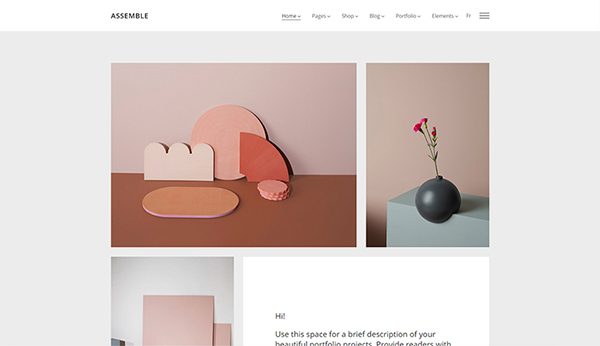 ASSEMBLE
Home Pages Shop Blog Portfolio Elements Fr
Hi!
Use this space for a brief description of your
beautiful portfolio projects. Provide readers with